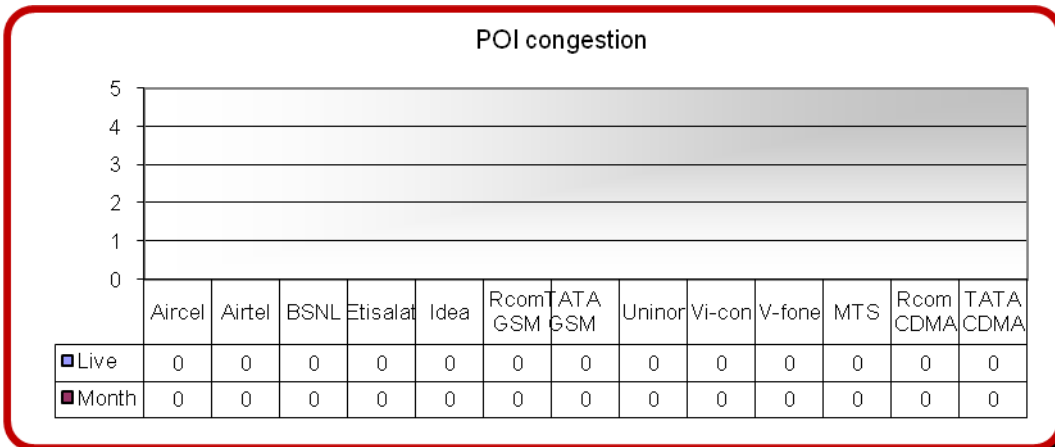 POI congestion
5
4
3
2
1
0
Aircel Airtel BSNL Etisalat Idea Rcom GSM TATA GSM Uninor Vi-con V-fone MTS Rcom CDMA TATA CDMA
Live 0 0 0 0 0 0 0 0 0 0 0 0 0
Month 0 0 0 0 0 0 0 0 0 0 0 0 0